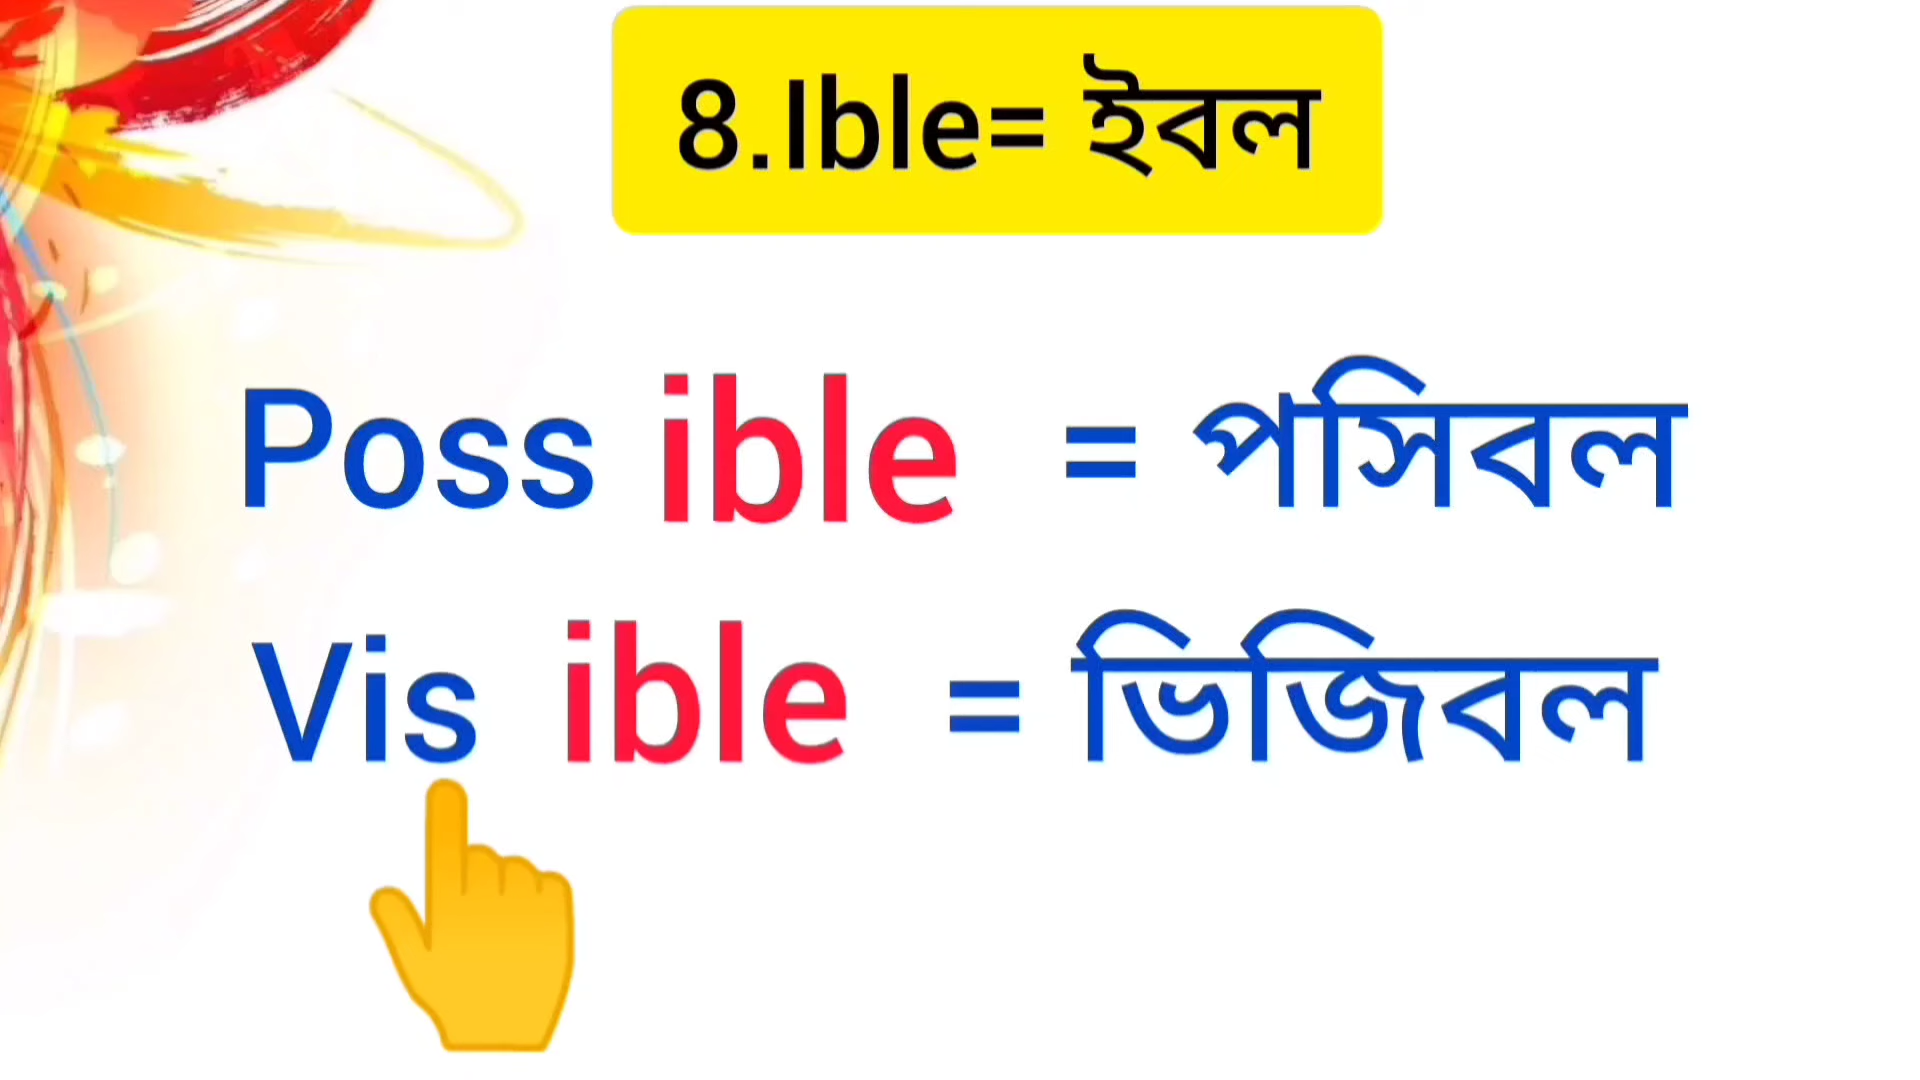 8.Ible= ইবল
Poss ible = পসিবল
Vis ible = ভিজিবল